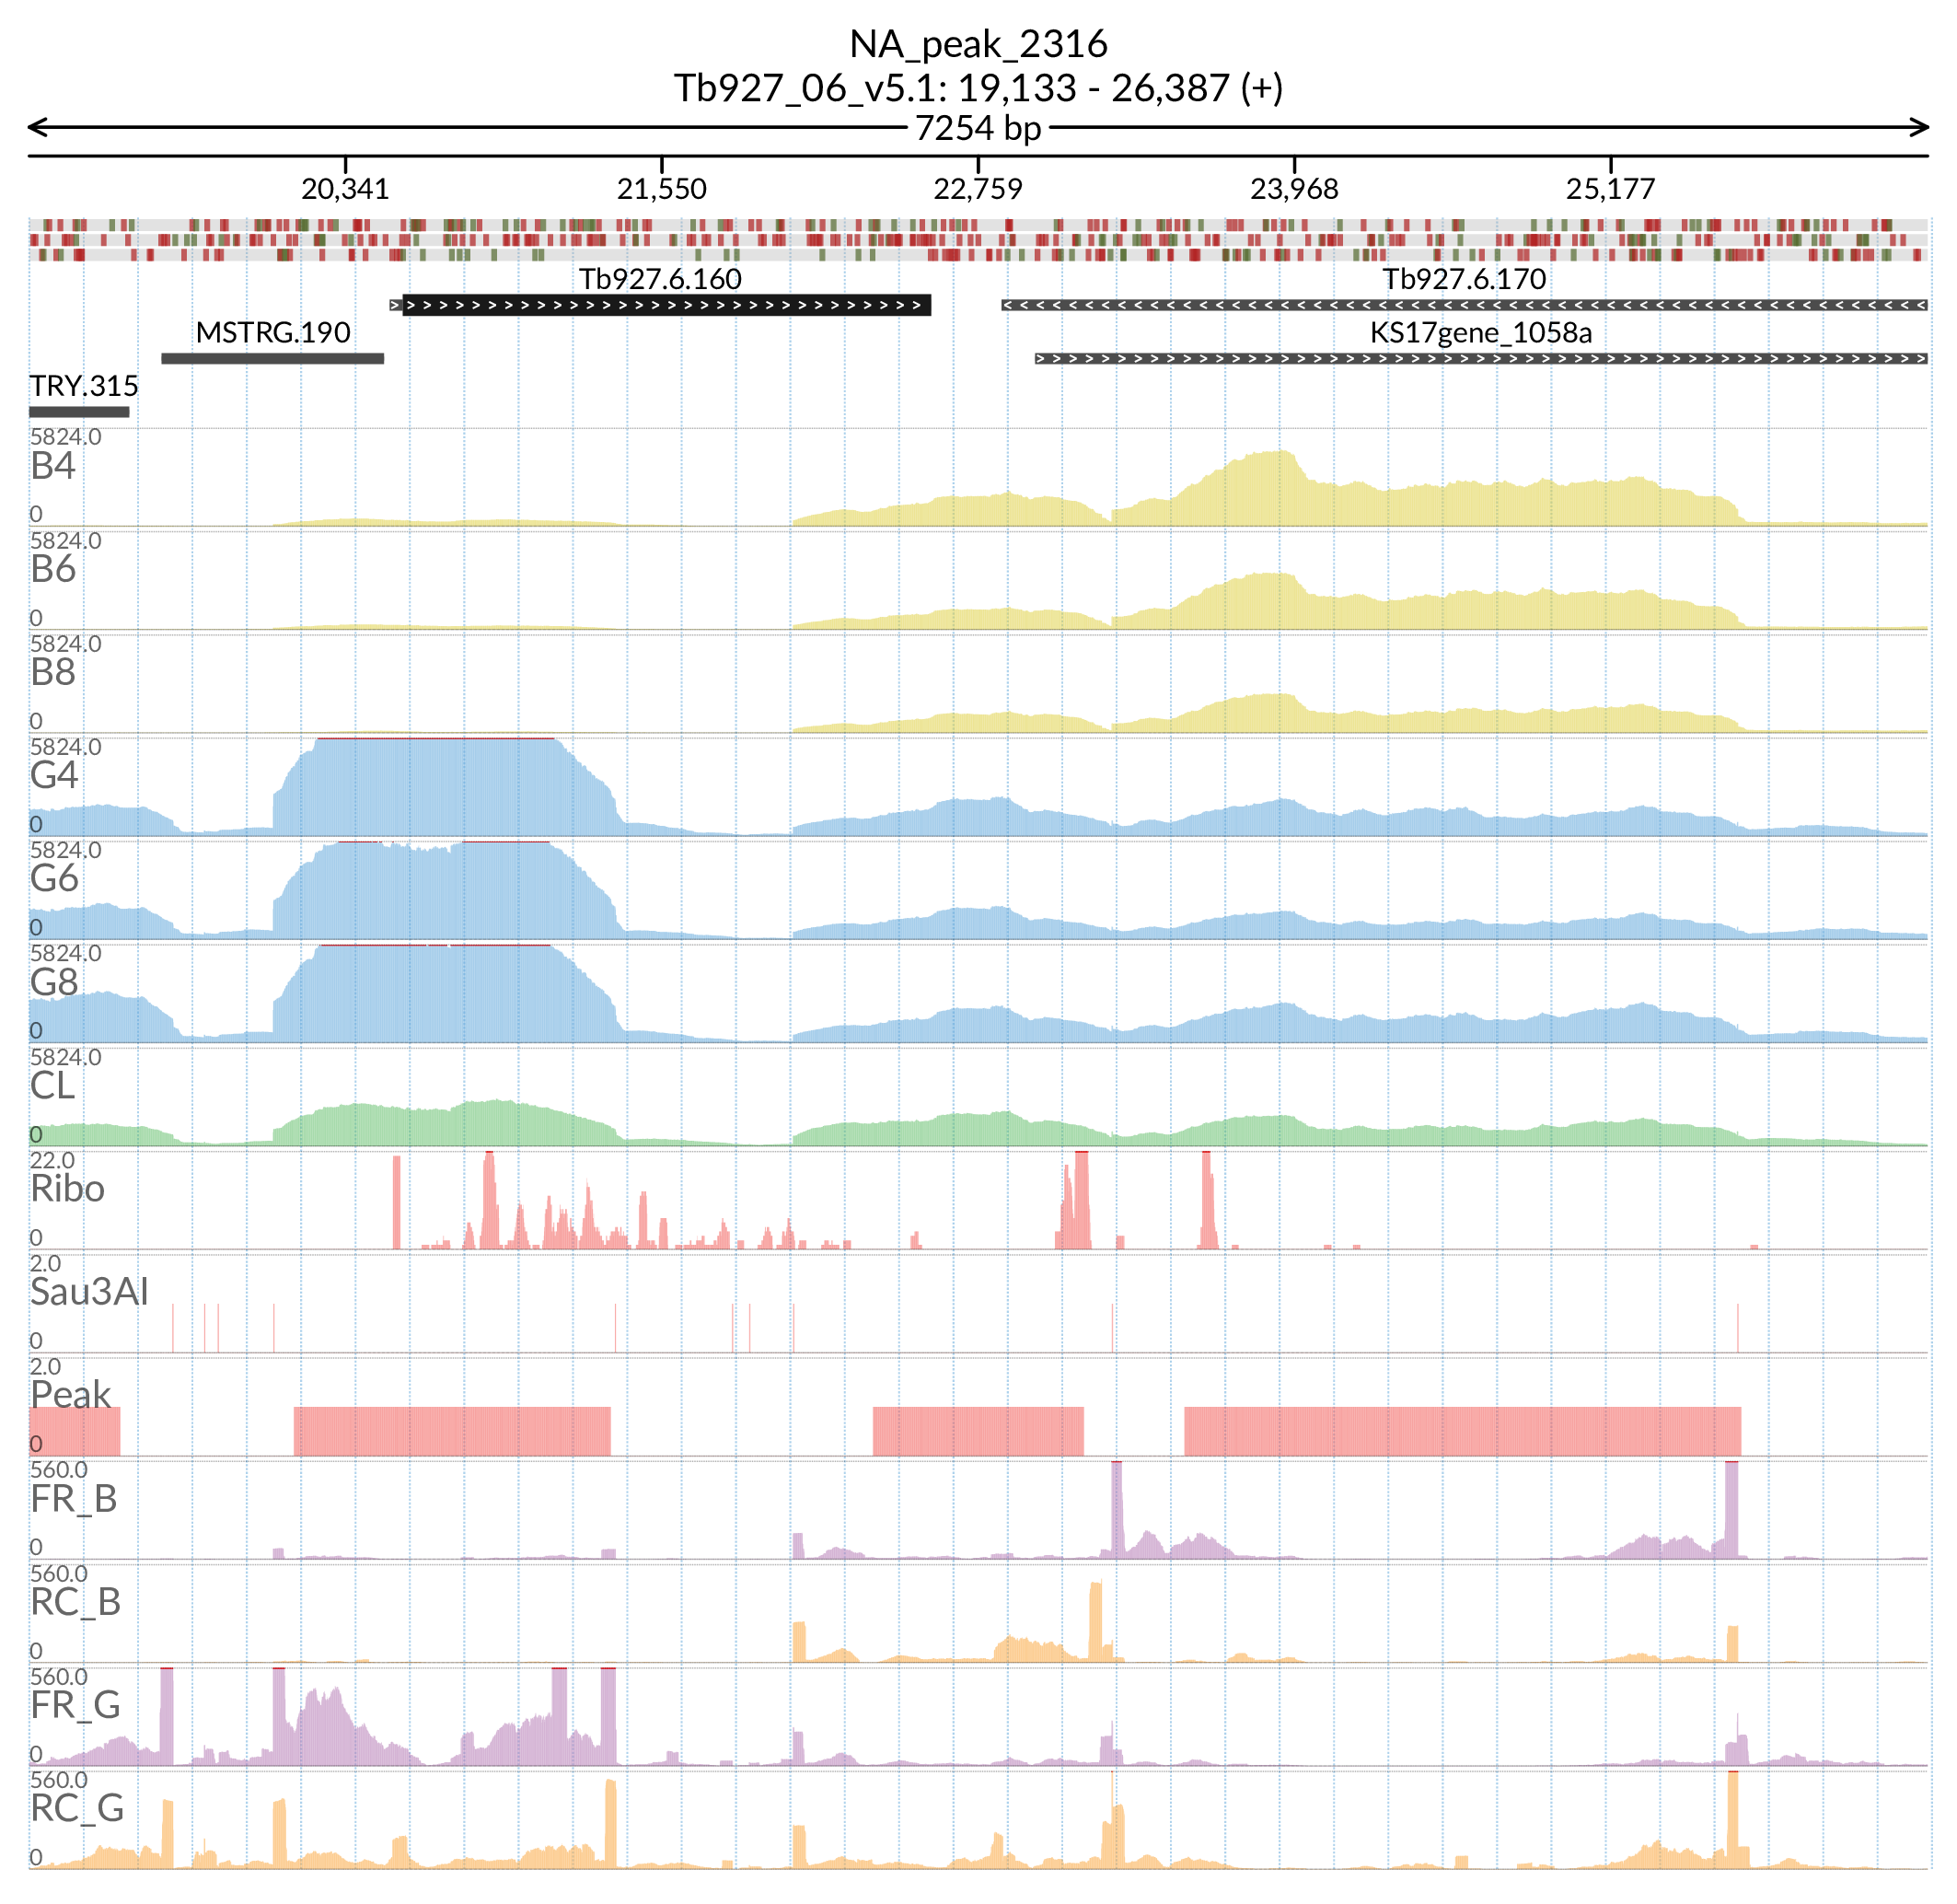 NA_peak_2316
Tb927_06_v5.1: 19,133 - 26,387 (+)
7254 bp
20,341 21,550 22,759 23,968 25,177
Tb927.6.160 Tb927.6.170
MSTRG.190 KS17gene_1058a
TRY.315
5824.0
B4
0
5824.0
B6
0
5824.0
B8
0
5824.0
G4
0
5824.0
G6
0
5824.0
G8
0
5824.0
CL
0
22.0
Ribo
0
2.0
Sau3AI
0
2.0
Peak
0
560.0
FR_B
0
560.0
RC_B
0
560.0
FR_G
0
560.0
RC_G
0